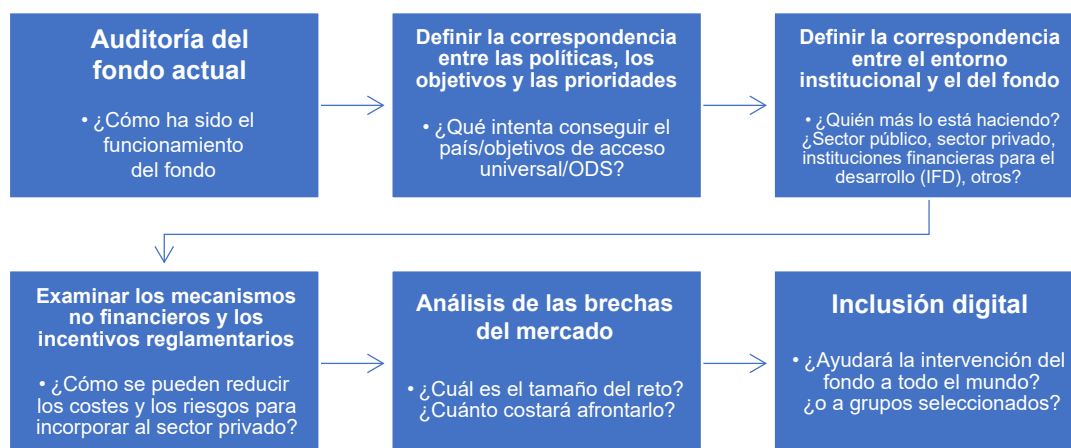 Auditoría del
fondo actual
• ¿Cómo ha sido el
funcionamiento
del fondo
Definir la correspondencia
entre las políticas, los
objetivos y las prioridades
• ¿Qué intenta conseguir el
país/objetivos de acceso
universal/ODS?
Definir la correspondencia
entre el entorno
institucional y el del fondo
• ¿Quién más lo está haciendo?
¿Sector público, sector privado,
instituciones financieras para el
desarrollo (IFD), otros?
Examinar los mecanismos
no financieros y los
incentivos reglamentarios
• ¿Cómo se pueden reducir
los costes y los riesgos para
incorporar al sector privado?
Análisis de las brechas
del mercado
• ¿Cuál es el tamaño del reto?
¿Cuánto costará afrontarlo?
Inclusión digital
• ¿Ayudará la intervención del
fondo a todo el mundo?
¿o a grupos seleccionados?